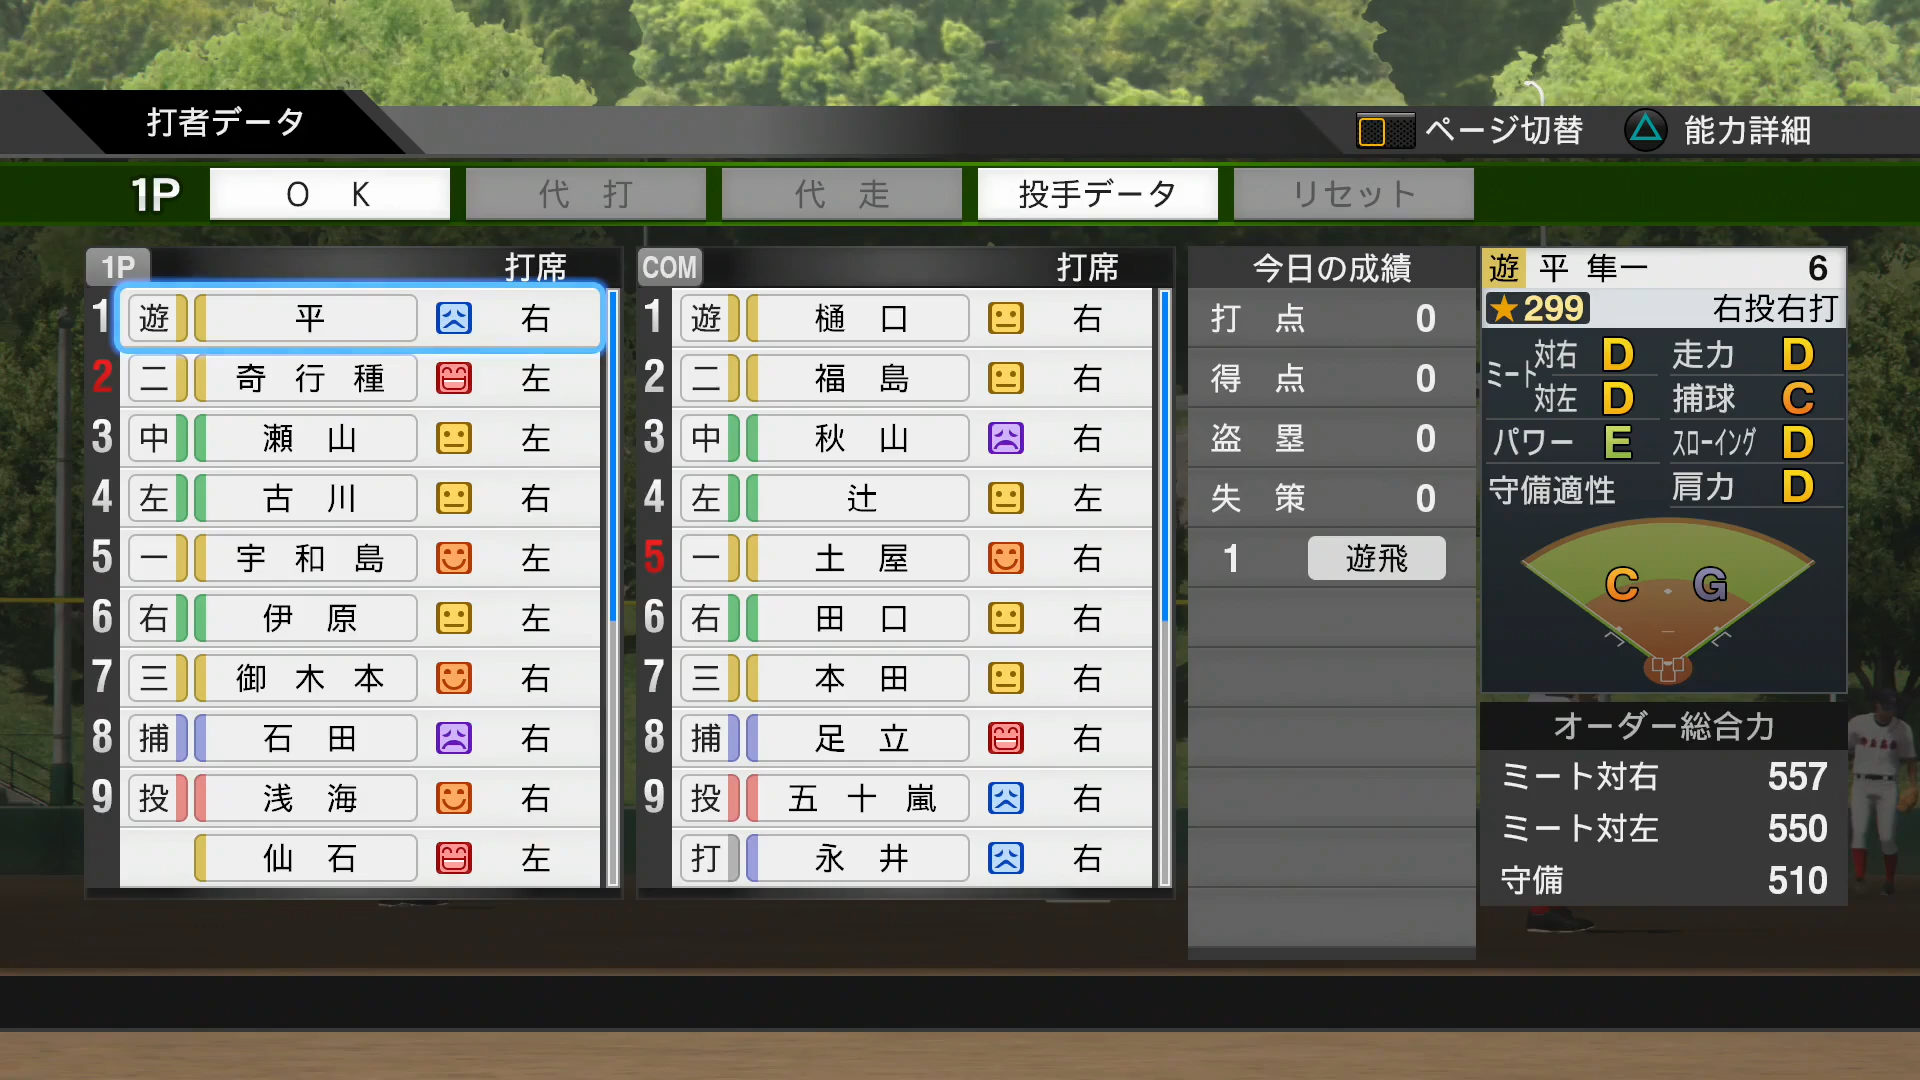 打者データ
ページ切替 能力詳細
1P OK 代打 代走 投手データ リセット
1P 打席
1 遊 平 右
2 二 奇行種 左
3 中 瀬山 左
4 左 古川 右
5 一 宇和島 左
6 右 伊原 左
7 三 御木本 右
8 捕 石田 右
9 投 浅海 右
仙石 左
COM 打席
1 遊 樋口 右
2 二 福島 右
3 中 秋山 右
4 左 辻 左
5 一 土屋 右
6 右 田口 右
7 三 本田 右
8 捕 足立 右
9 投 五十嵐 右
打 永井 右
今日の成績
打点 0
得点 0
盗塁 0
失策 0
1 遊飛
遊 平 隼一 6
★299 右投右打
ミート 対右 D 走力 D
対左 D 捕球 C
パワー E スローイング D
守備適性 肩力 D
C G
オーダー総合力
ミート対右 557
ミート対左 550
守備 510